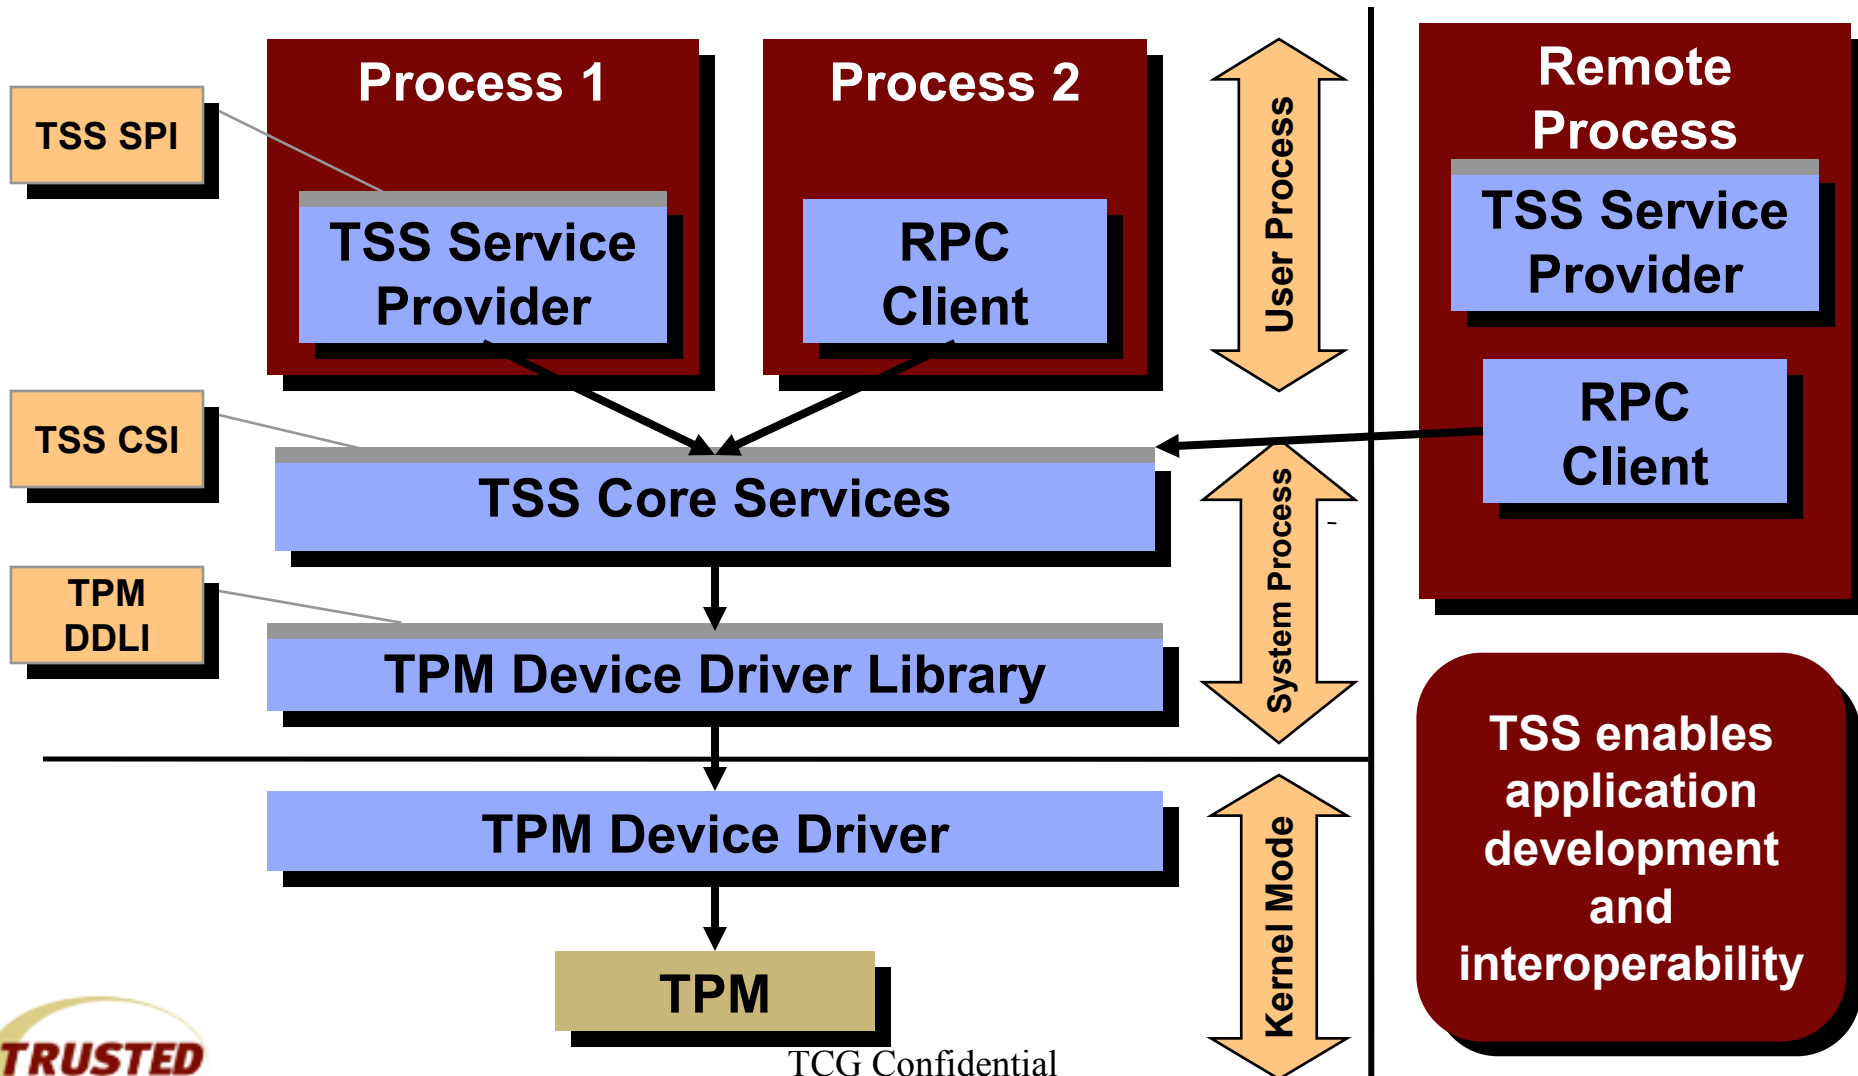 Process 1
Process 2
Remote
Process
TSS SPI
TSS Service
Provider
RPC
Client
User Process
TSS Service
Provider
TSS CSI
RPC
Client
TSS Core Services
System Process
-
TPM
DDLI
TPM Device Driver Library
TSS enables
application
development
and
interoperability
TPM Device Driver
Kernel Mode
TPM
TRUSTED
TCG Confidential